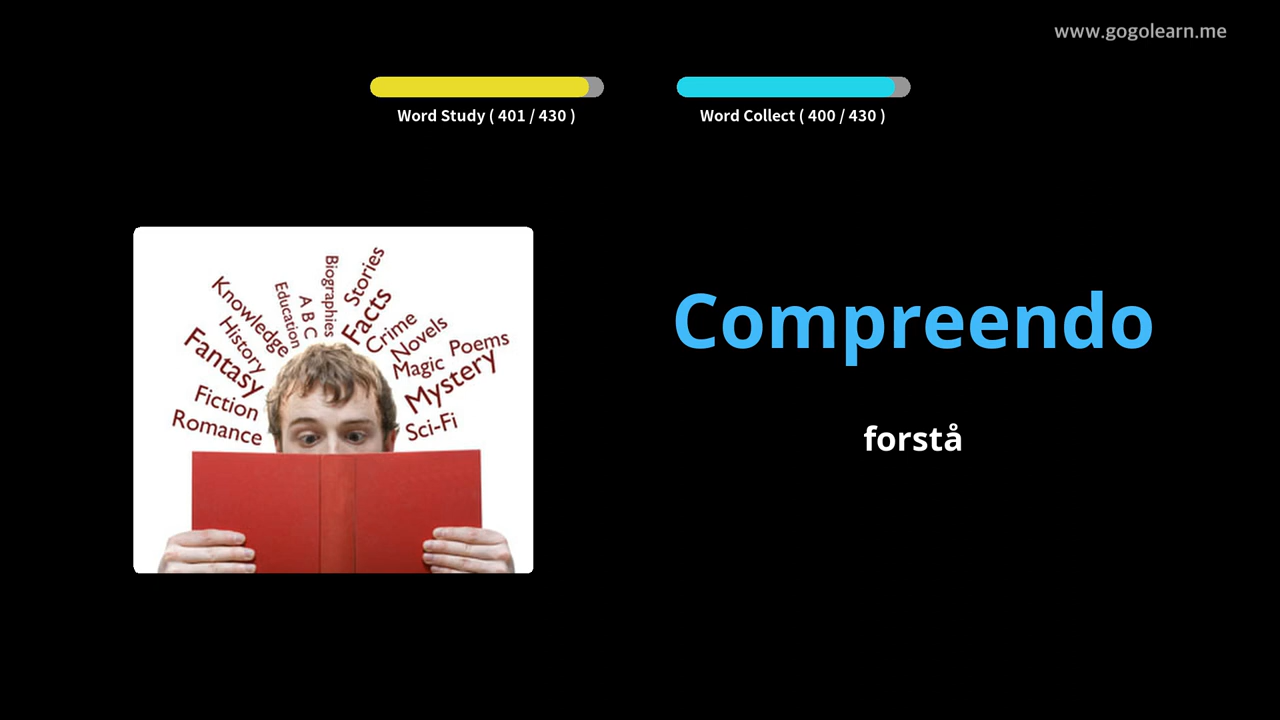 www.gogolearn.me
Word Study ( 401 / 430 )
Word Collect ( 400 / 430 )
Knowledge
Education
A B C
Biographies
Stories
Facts
Crime
Novels
Poems
Magic
Mystery
Sci-Fi
History
Fantasy
Fiction
Romance
Compreendo
forstå